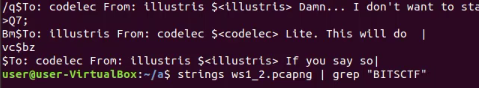 /q$To: codelec From: illustris $<illustris> Damn... I don't want to sta
>Q7;
Bm$To: illustris From: codelec $<codelec> Lite. This will do  |
vc$bz
$To: codelec From: illustris $<illustris> If you say so|
user@user-VirtualBox:~/a$ strings ws1_2.pcapng | grep "BITSCTF"